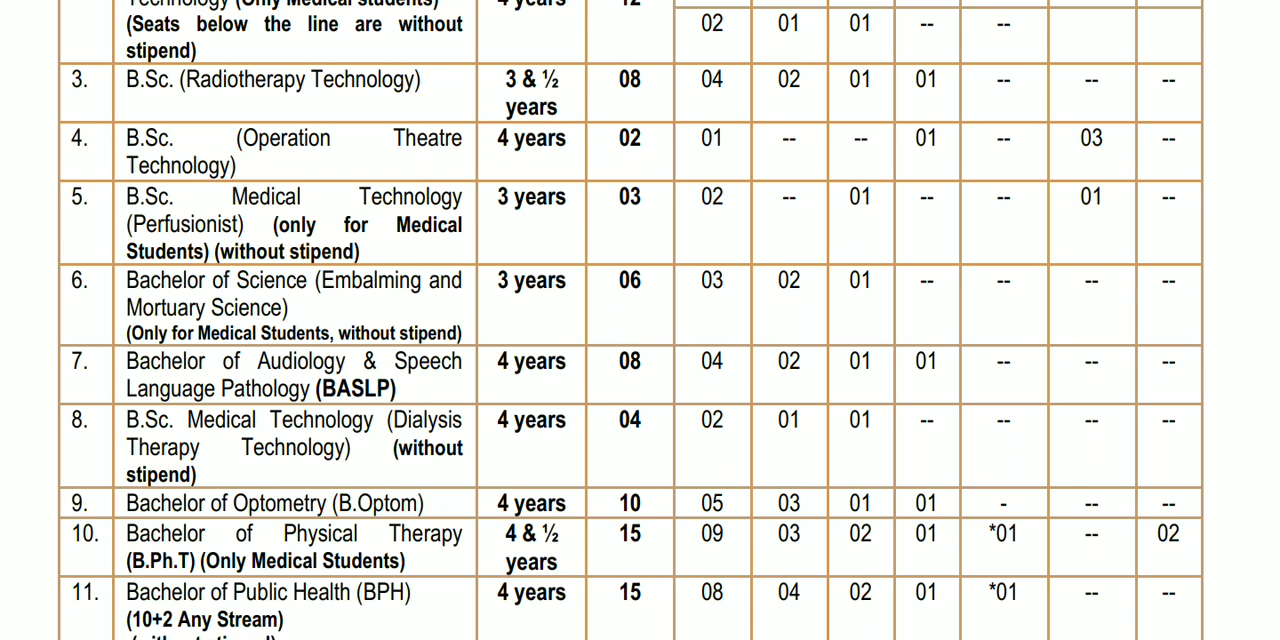 Technology (Only Medical students) 4 years 12
(Seats below the line are without 02 01 01 -- --
stipend)
3. B.Sc. (Radiotherapy Technology) 3 & ½ 08 04 02 01 01 -- -- --
years
4. B.Sc. (Operation Theatre 4 years 02 01 -- -- 01 -- 03 --
Technology)
5. B.Sc. Medical Technology 3 years 03 02 -- 01 -- -- 01 --
(Perfusionist) (only for Medical
Students) (without stipend)
6. Bachelor of Science (Embalming and 3 years 06 03 02 01 -- -- -- --
Mortuary Science)
(Only for Medical Students, without stipend)
7. Bachelor of Audiology & Speech 4 years 08 04 02 01 01 -- -- --
Language Pathology (BASLP)
8. B.Sc. Medical Technology (Dialysis 4 years 04 02 01 01 -- -- -- --
Therapy Technology) (without
stipend)
9. Bachelor of Optometry (B.Optom) 4 years 10 05 03 01 01 - -- --
10. Bachelor of Physical Therapy 4 & ½ 15 09 03 02 01 *01 -- 02
(B.Ph.T) (Only Medical Students) years
11. Bachelor of Public Health (BPH) 4 years 15 08 04 02 01 *01 -- --
(10+2 Any Stream)